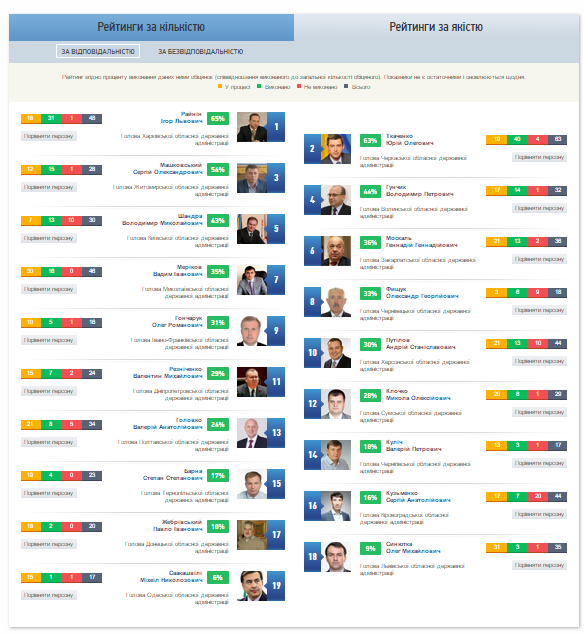 Рейтинги за кількістю
Рейтинги за якістю
ЗА ВІДПОВІДАЛЬНІСТЮ
ЗА БЕЗВІДПОВІДАЛЬНІСТЮ
Рейтинг згідно проценту виконання даних ними обіцянок (співвідношення виконаного до загальної кількості обіцяного). Показники не є остаточними і оновлюються щодня.
У процесі Виконано Не виконано Всього
16 31 1 48
Порівняти персону
Райнін
Ігор Львович
65%
1
Голова Харківської обласної державної
адміністрації
12 15 1 28
Порівняти персону
Машковський
Сергій Олександрович
54%
3
Голова Житомирської обласної державної
адміністрації
7 13 10 30
Порівняти персону
Шандра
Володимир Миколайович
43%
5
Голова Київської обласної державної
адміністрації
30 16 0 46
Порівняти персону
Меріков
Вадим Іванович
35%
7
Голова Миколаївської обласної
державної адміністрації
10 5 1 16
Порівняти персону
Гончарук
Олег Романович
31%
9
Голова Івано-Франківської обласної
державної адміністрації
15 7 2 24
Порівняти персону
Резніченко
Валентин Михайлович
29%
11
Голова Дніпропетровської обласної
державної адміністрації
21 8 5 34
Порівняти персону
Головко
Валерій Анатолійович
24%
13
Голова Полтавської обласної державної
адміністрації
19 4 0 23
Порівняти персону
Барна
Степан Степанович
17%
15
Голова Тернопільської обласної
державної адміністрації
18 2 0 20
Порівняти персону
Жебрівський
Павло Іванович
10%
17
Голова Донецької обласної державної
адміністрації
15 1 1 17
Порівняти персону
Саакашвілі
Міхеіл Ніколозович
6%
19
Голова Одеської обласної державної
адміністрації
2
63%
Ткаченко
Юрій Олегович
19 40 4 63
Порівняти персону
Голова Черкаської обласної державної
адміністрації
4
44%
Гунчик
Володимир Петрович
17 14 1 32
Порівняти персону
Голова Волинської обласної державної
адміністрації
6
36%
Москаль
Геннадій Геннадійович
21 13 2 36
Порівняти персону
Голова Закарпатської обласної державної
адміністрації
8
33%
Фищук
Олександр Георгійович
3 6 9 18
Порівняти персону
Голова Чернівецької обласної державної
адміністрації
10
30%
Путілов
Андрій Станіславович
21 13 10 44
Порівняти персону
Голова Херсонської обласної державної
адміністрації
12
28%
Клочко
Микола Олексійович
20 8 1 29
Порівняти персону
Голова Сумської обласної державної
адміністрації
14
18%
Куліч
Валерій Петрович
13 3 1 17
Порівняти персону
Голова Чернігівської обласної державної
адміністрації
16
16%
Кузьменко
Сергій Анатолійович
17 7 20 44
Порівняти персону
Голова Кіровоградської обласної
державної адміністрації
18
9%
Синютка
Олег Михайлович
31 3 1 35
Порівняти персону
Голова Львівської обласної державної
адміністрації